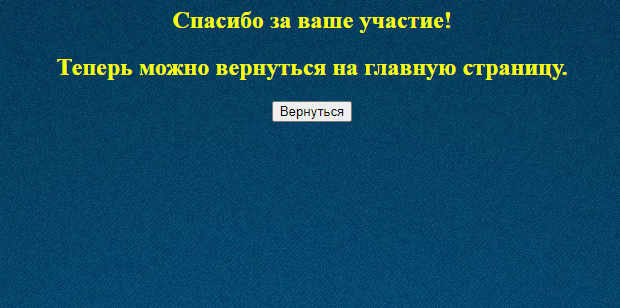 Спасибо за ваше участие!
Теперь можно вернуться на главную страницу.
Вернуться